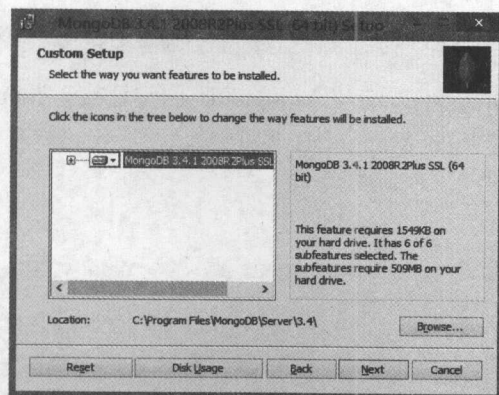 MongoDB 3.4.1 2008R2Plus SSL (64 bit) Setup
Custom Setup
Select the way you want features to be installed.
Click the icons in the tree below to change the way features will be installed.
MongoDB 3.4.1 2008R2Plus SSL
MongoDB 3.4.1 2008R2Plus SSL (64
bit)
This feature requires 1549KB on
your hard drive. It has 6 of 6
subfeatures selected. The
subfeatures require 509MB on your
hard drive.
Location: C:\Program Files\MongoDB\Server\3.4\
Browse...
Reset Disk Usage Back Next Cancel